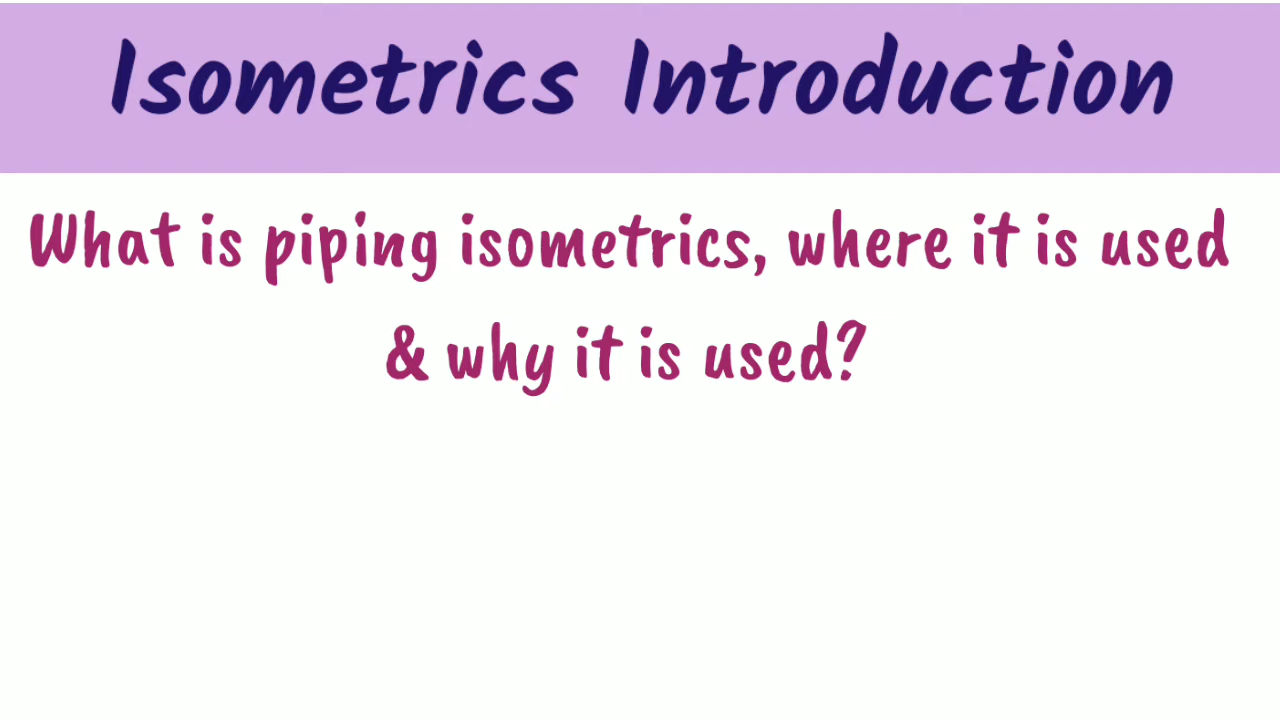 Isometrics Introduction
What is piping isometrics, where it is used
& why it is used?